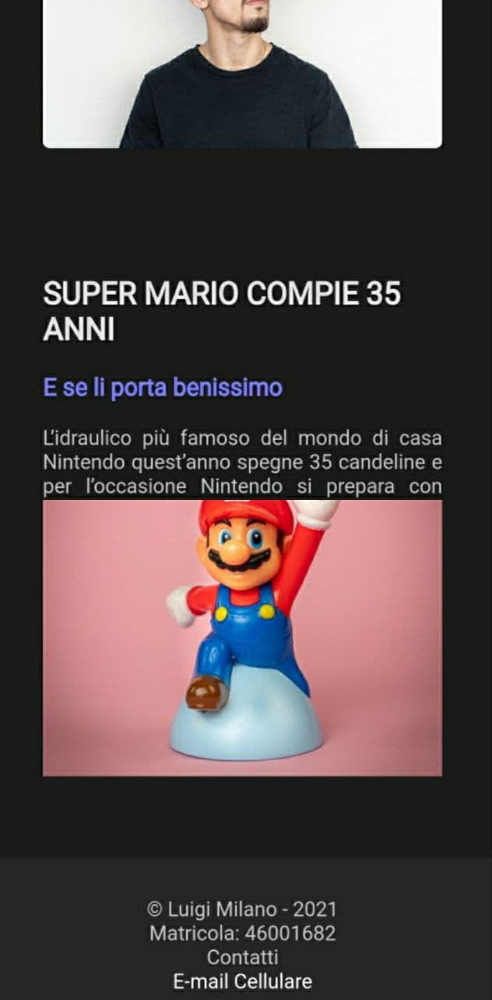 SUPER MARIO COMPIE 35
ANNI
E se li porta benissimo
L’idraulico più famoso del mondo di casa
Nintendo quest’anno spegne 35 candeline e
per l’occasione Nintendo si prepara con
© Luigi Milano - 2021
Matricola: 46001682
Contatti
E-mail Cellulare